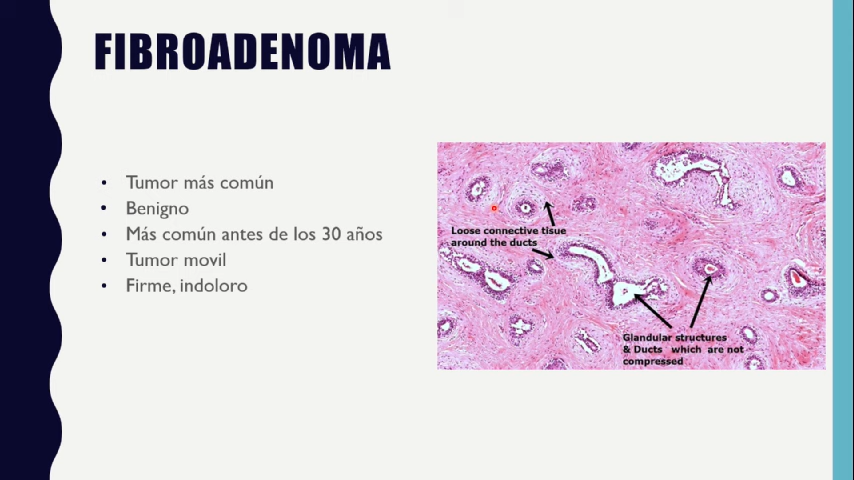 FIBROADENOMA
• Tumor más común
• Benigno
• Más común antes de los 30 años
• Tumor movil
• Firme, indoloro
Loose connective tisue
around the ducts
Glandular structures
& Ducts which are not
compressed